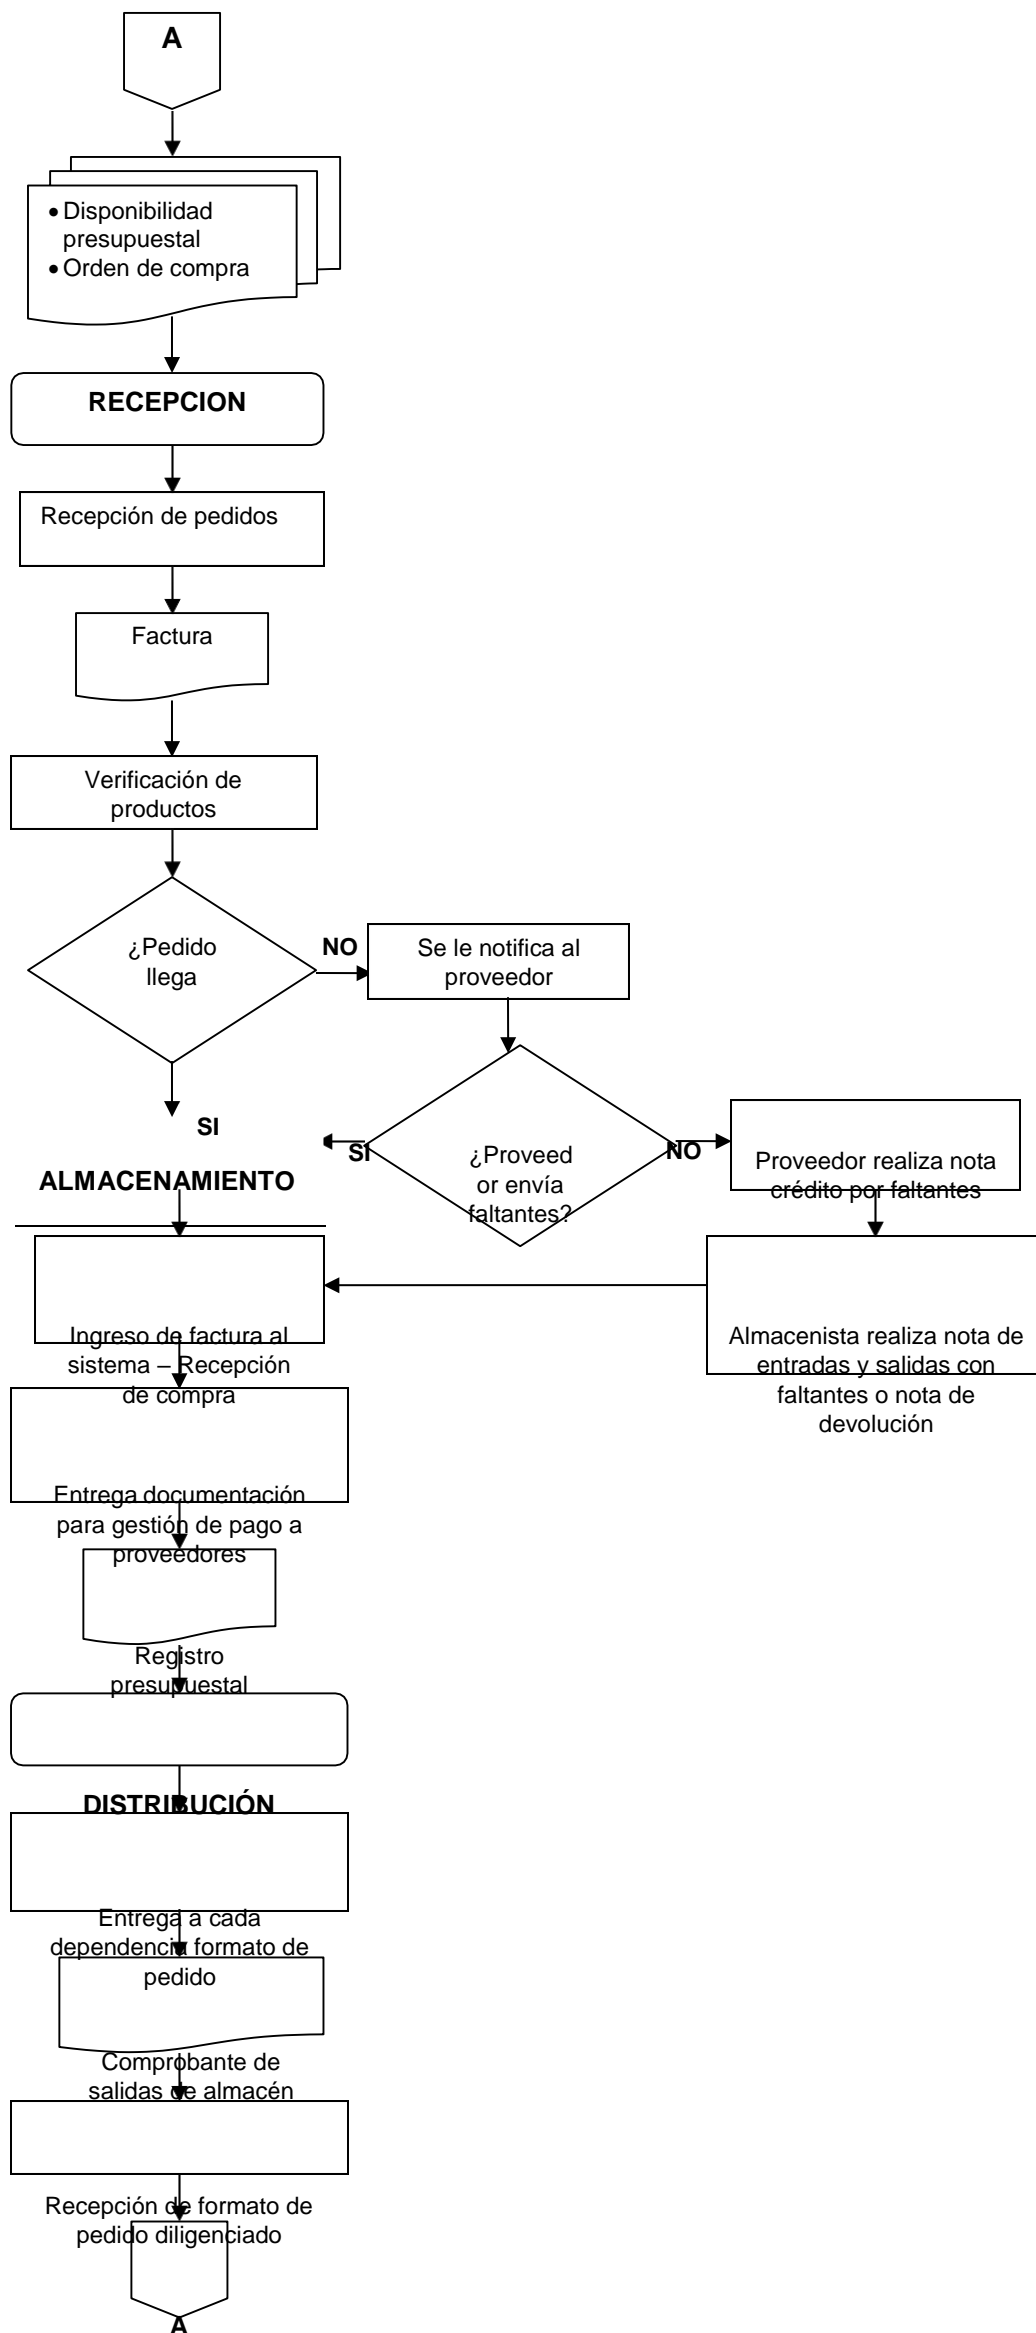 A
• Disponibilidad
presupuestal
• Orden de compra
RECEPCION
Recepción de pedidos
Factura
Verificación de
productos
¿Pedido
llega
NO
Se le notifica al
proveedor
SI
SI
¿Proveed
or envía
faltantes?
NO
Proveedor realiza nota
crédito por faltantes
ALMACENAMIENTO
Ingreso de factura al
sistema – Recepción
de compra
Almacenista realiza nota de
entradas y salidas con
faltantes o nota de
devolución
Entrega documentación
para gestión de pago a
proveedores
Registro
presupuestal
DISTRIBUCIÓN
Entrega a cada
dependencia formato de
pedido
Comprobante de
salidas de almacén
Recepción de formato de
pedido diligenciado
A